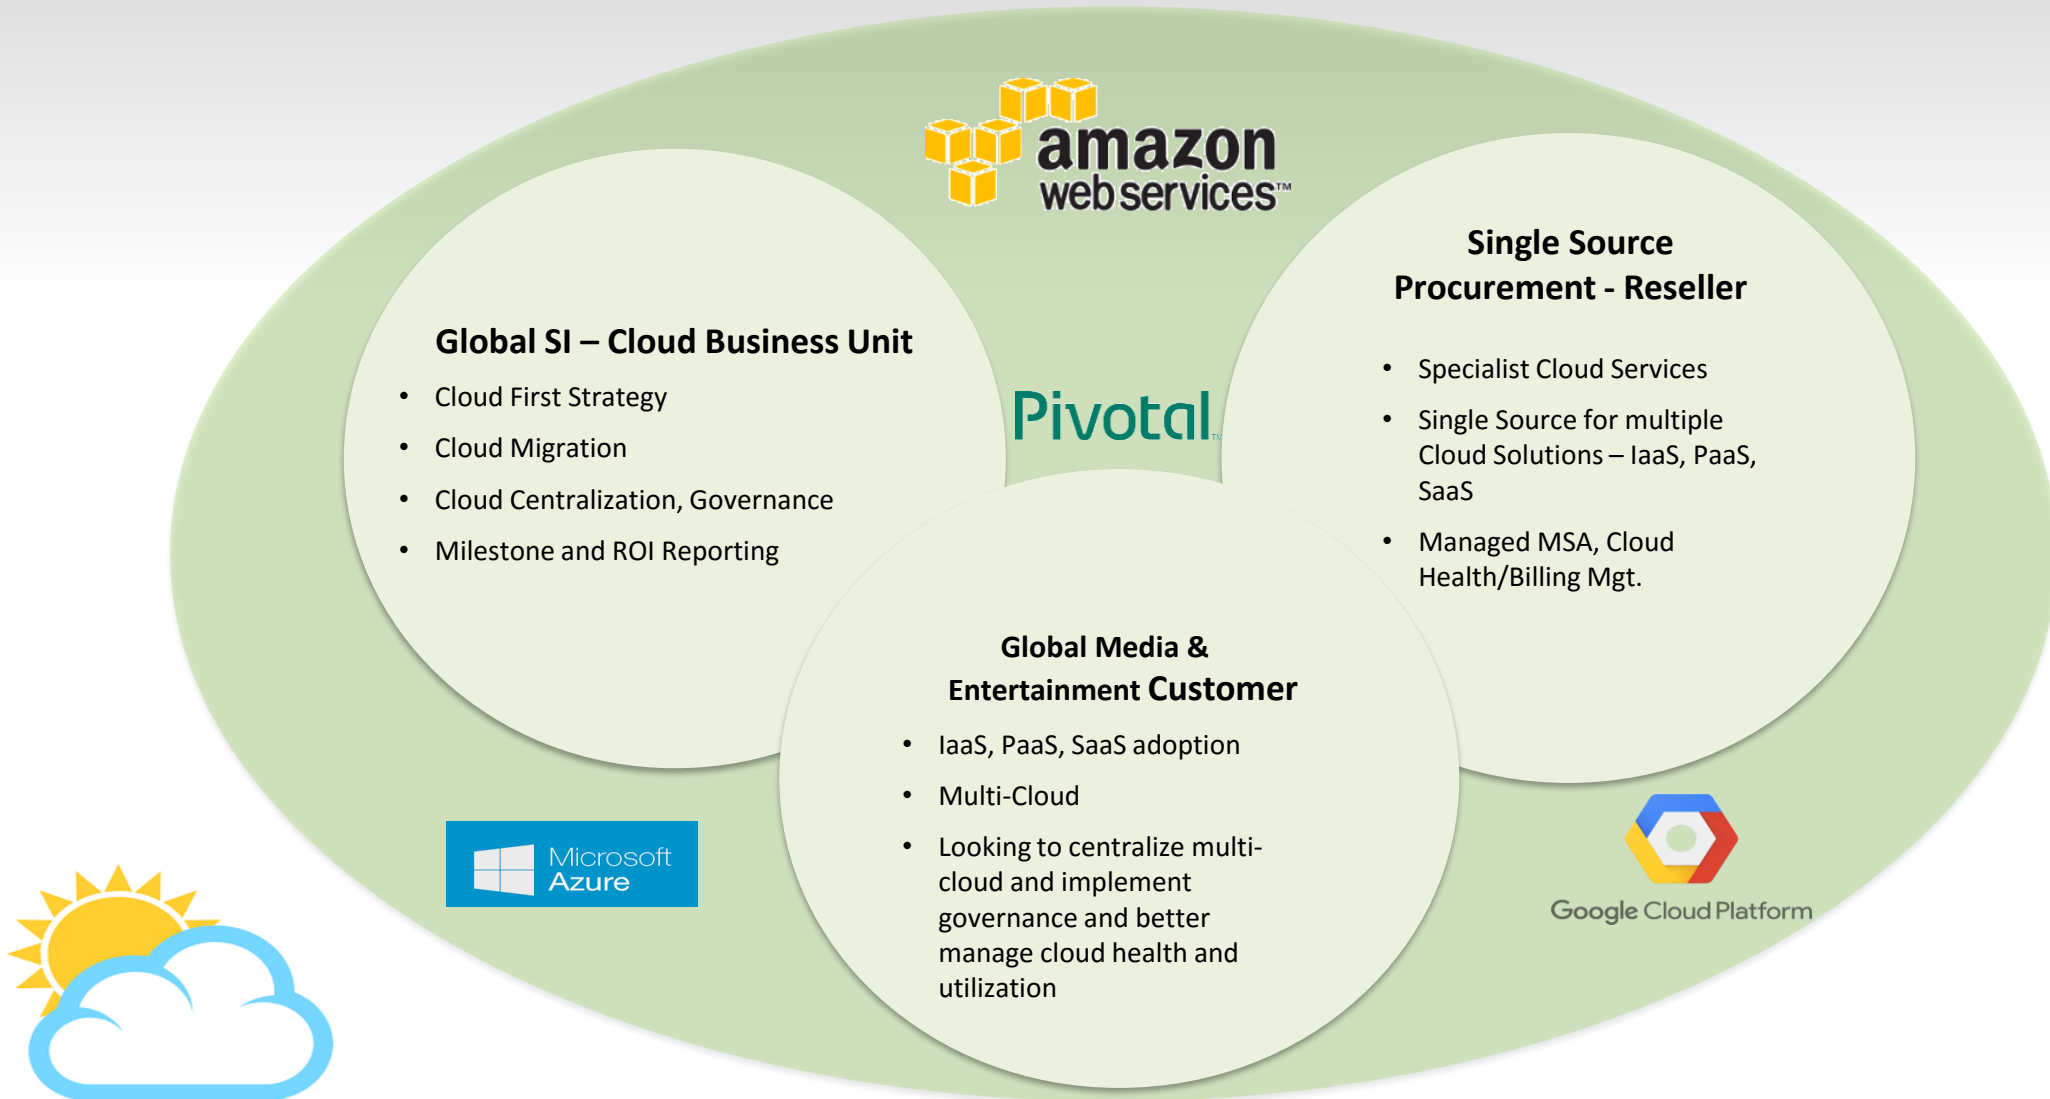 amazon
web services™
Global SI – Cloud Business Unit
• Cloud First Strategy
• Cloud Migration
• Cloud Centralization, Governance
• Milestone and ROI Reporting
Pivotal™
Single Source
Procurement - Reseller
• Specialist Cloud Services
• Single Source for multiple
Cloud Solutions – IaaS, PaaS,
SaaS
• Managed MSA, Cloud
Health/Billing Mgt.
Global Media &
Entertainment Customer
• IaaS, PaaS, SaaS adoption
• Multi-Cloud
• Looking to centralize multi-
cloud and implement
governance and better
manage cloud health and
utilization
Microsoft
Azure
Google Cloud Platform